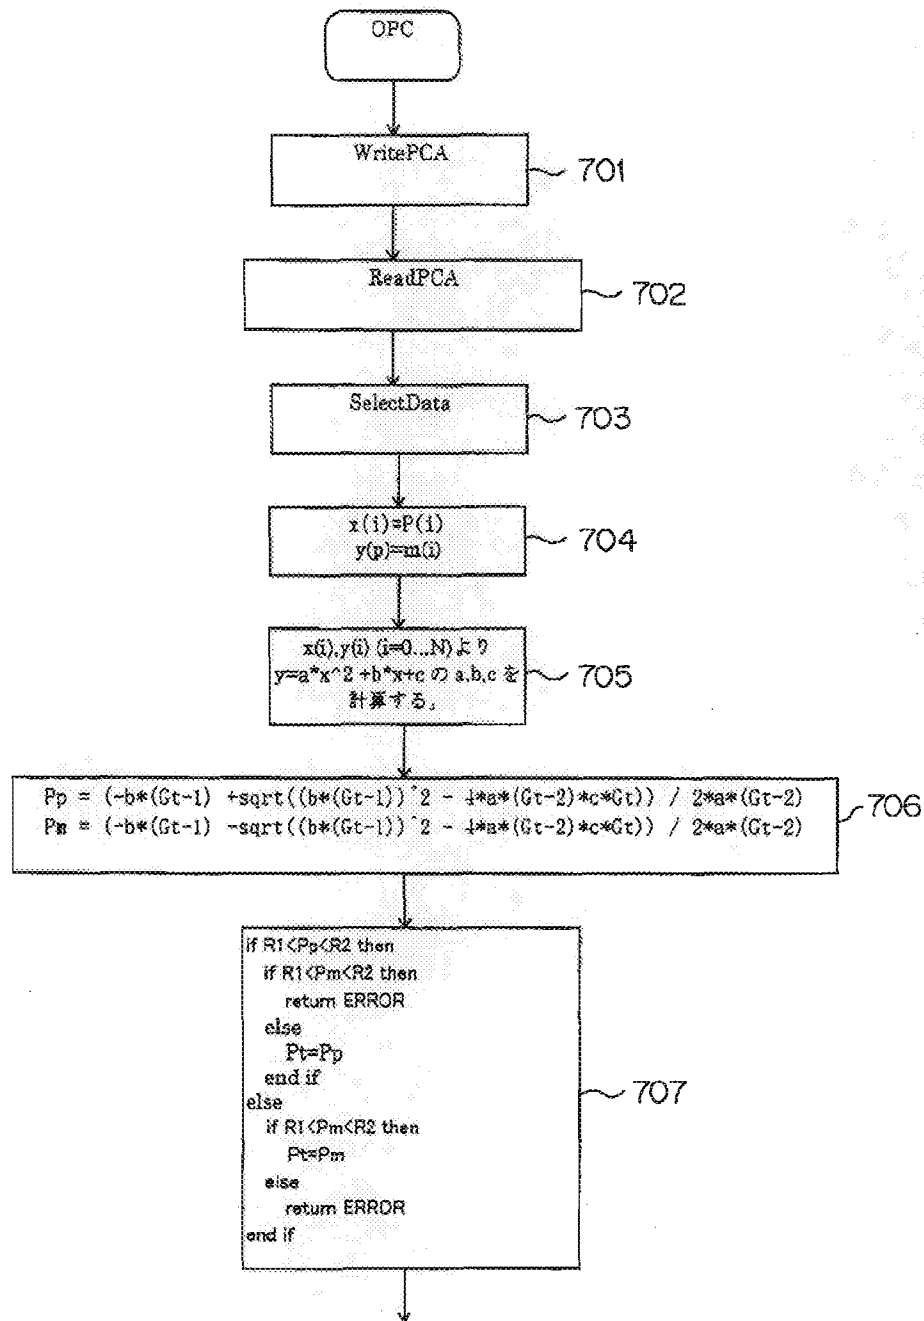 OPC
WritePCA
701
ReadPCA
702
SelectData
703
x(i)=P(i)
y(p)=m(i)
704
x(i),y(i) (i=0...N)より
y=a*x^2 +b*x+c の a,b,c を
計算する。
705
Pp = (-b*(Gt-1) +sqrt((b*(Gt-1))^2 - 4*a*(Gt-2)*c*Gt)) / 2*a*(Gt-2)
Pm = (-b*(Gt-1) -sqrt((b*(Gt-1))^2 - 4*a*(Gt-2)*c*Gt)) / 2*a*(Gt-2)
706
if R1<Pp<R2 then
if R1<Pm<R2 then
return ERROR
else
Pt=Pp
end if
else
if R1<Pm<R2 then
Pt=Pm
else
return ERROR
end if
707